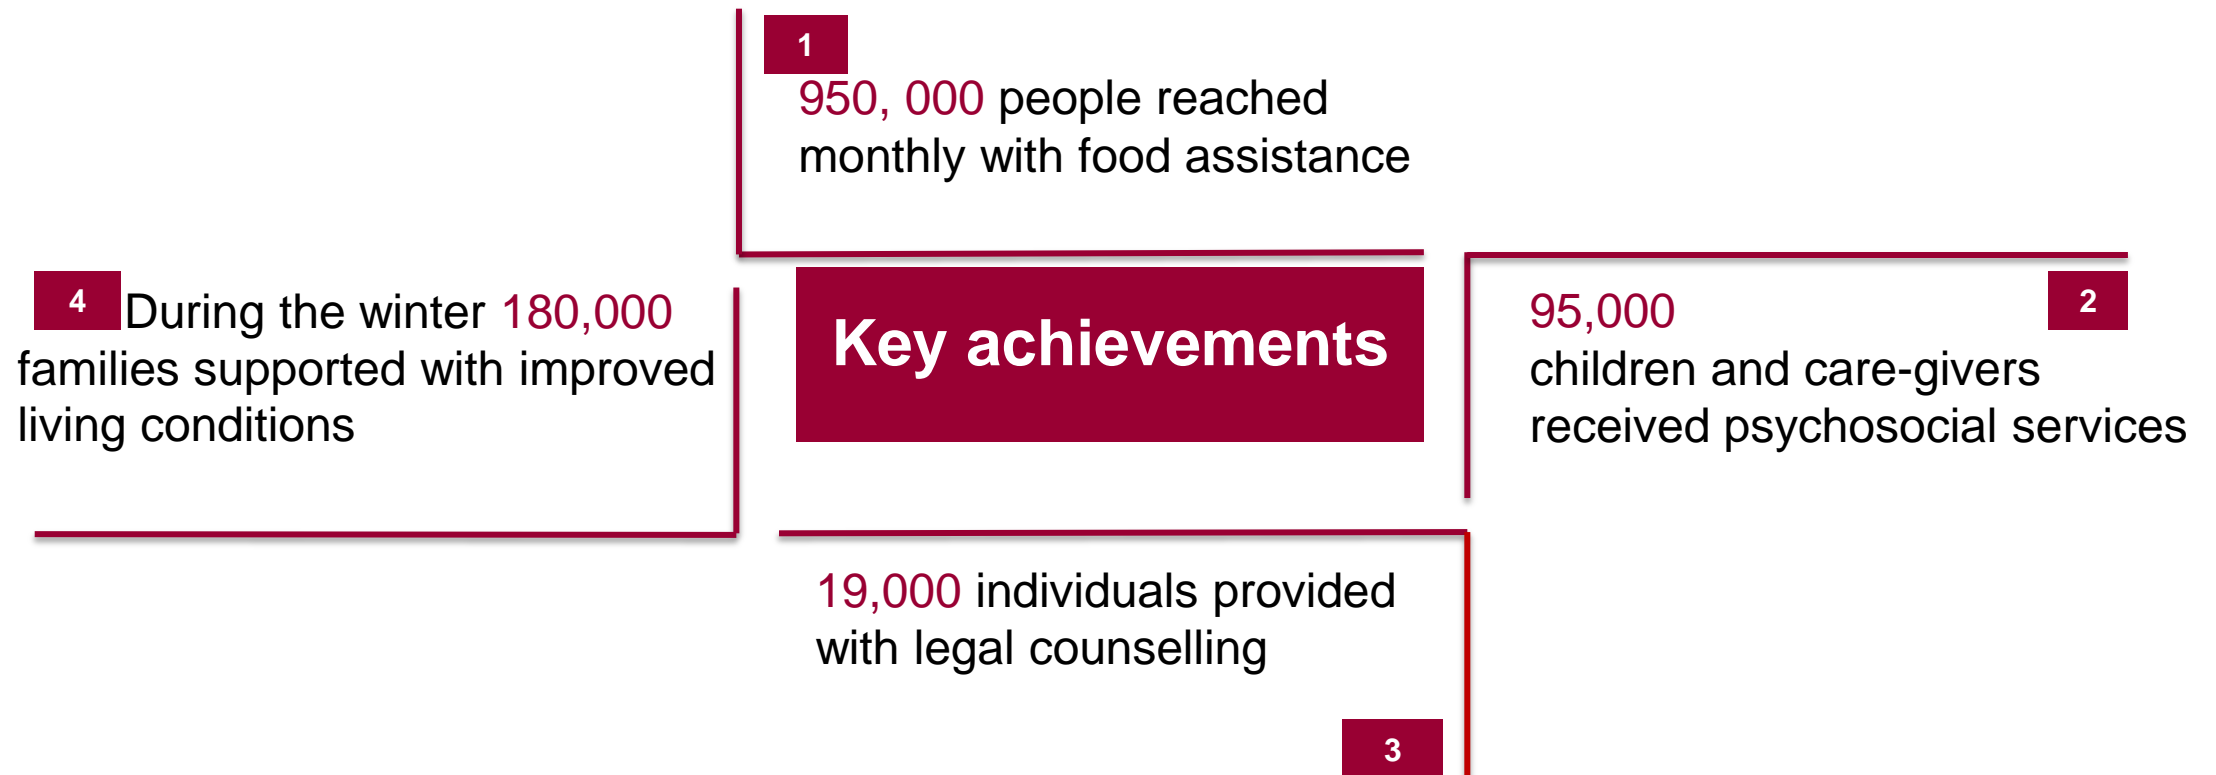 1
950, 000 people reached
monthly with food assistance
Key achievements
2
95,000
children and care-givers
received psychosocial services
19,000 individuals provided
with legal counselling
3
4
During the winter 180,000
families supported with improved
living conditions